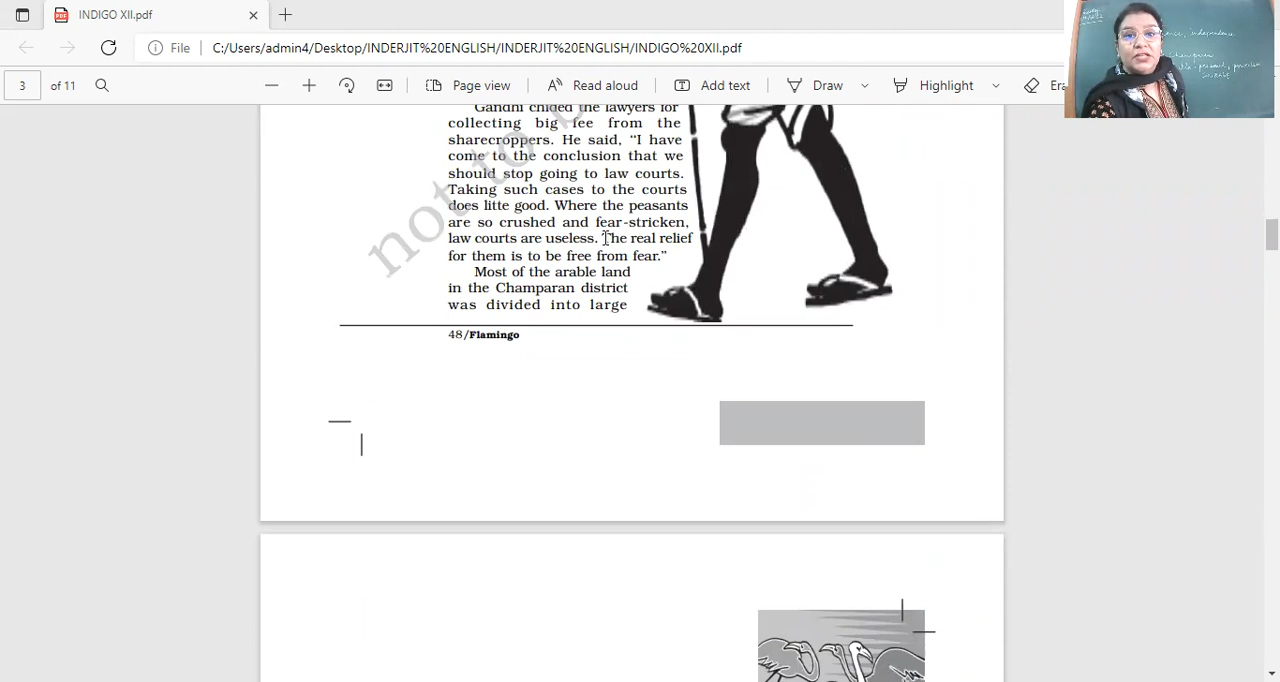 INDIGO XII.pdf
File
C:/Users/admin4/Desktop/INDERJIT%20ENGLISH/INDERJIT%20ENGLISH/INDIGO%20XII.pdf
3 of 11
Page view
Read aloud
Add text
Draw
Highlight
Era
Gandhi chided the lawyers for
collecting big fee from the
sharecroppers. He said, “I have
come to the conclusion that we
should stop going to law courts.
Taking such cases to the courts
does litte good. Where the peasants
are so crushed and fear-stricken,
law courts are useless. The real relief
for them is to be free from fear.”
Most of the arable land
in the Champaran district
was divided into large
not to b
48/Flamingo